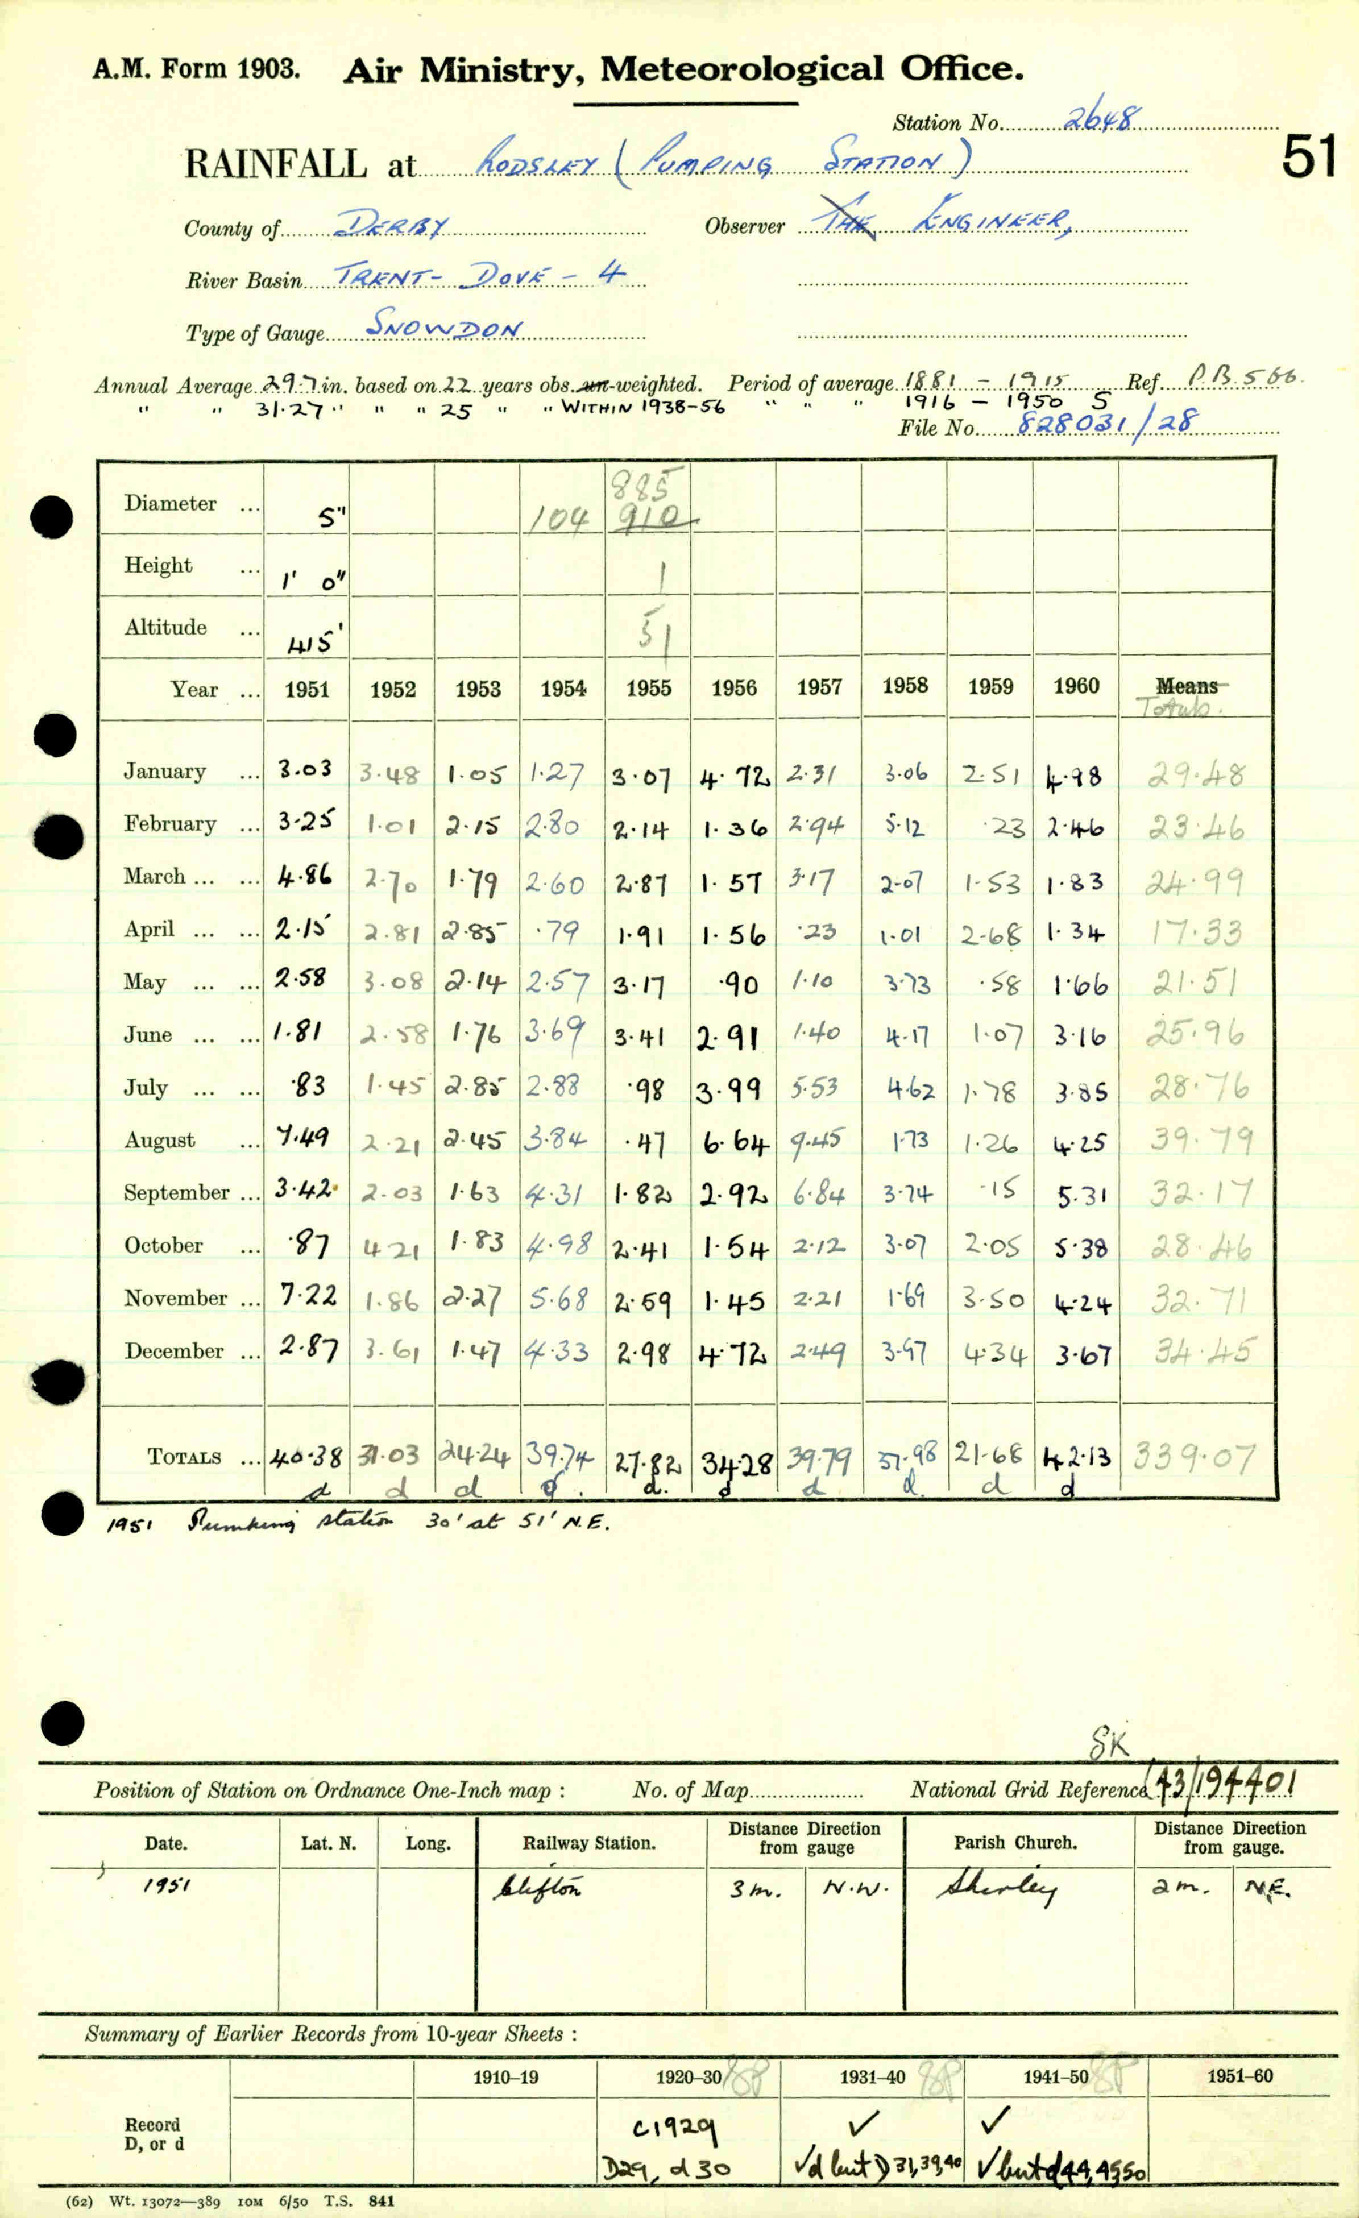 A.M. Form 1903. Air Ministry, Meteorological Office.
Station No. 2648
51
RAINFALL at RODSLEY (PUMPING STATION)
County of DERBY Observer THE ENGINEER,
River Basin TRENT- DOVE - 4
Type of Gauge SNOWDON
Annual Average 29.7 in. based on 22 years obs. un-weighted. Period of average 1881 - 1915 Ref. P.B. 566.
" " 31.27 " " " 25 " " WITHIN 1938-56 " " " 1916 - 1950 S
File No. 828031/28
885
Diameter ... 5" 104 910
Height ... 1' 0" 1
Altitude ... 415' 51
Year ... 1951 1952 1953 1954 1955 1956 1957 1958 1959 1960 Means
Totals.
January ... 3.03 3.48 1.05 1.27 3.07 4.72 2.31 3.06 2.51 4.98 29.48
February ... 3.25 1.01 2.15 2.80 2.14 1.36 2.94 5.12 .23 2.46 23.46
March ... ... 4.86 2.70 1.79 2.60 2.87 1.57 3.17 2.07 1.53 1.83 24.99
April ... ... 2.15 2.81 2.85 .79 1.91 1.56 .23 1.01 2.68 1.34 17.33
May ... ... 2.58 3.08 2.14 2.57 3.17 .90 1.10 3.73 .58 1.66 21.51
June ... ... 1.81 2.58 1.76 3.69 3.41 2.91 1.40 4.17 1.07 3.16 25.96
July ... ... .83 1.45 2.85 2.88 .98 3.99 5.53 4.62 1.78 3.85 28.76
August ... 7.49 2.21 2.45 3.84 .47 6.64 9.45 1.73 1.26 4.25 39.79
September ... 3.42 2.03 1.63 4.31 1.82 2.92 6.84 3.74 .15 5.31 32.17
October ... .87 4.21 1.83 4.98 2.41 1.54 2.12 3.07 2.05 5.38 28.46
November ... 7.22 1.86 2.27 5.68 2.59 1.45 2.21 1.69 3.50 4.24 32.71
December ... 2.87 3.61 1.47 4.33 2.98 4.72 2.49 3.97 4.34 3.67 34.45
TOTALS ... 40.38 31.03 24.24 39.74 27.82 34.28 39.79 37.98 21.68 42.13 339.07
d d d d. d. d d d. d d
1951 Pumping station 30' at 51' N.E.
SK
Position of Station on Ordnance One-Inch map : No. of Map National Grid Reference (43/194401
Date. Lat. N. Long. Railway Station. Distance from Direction gauge Parish Church. Distance from Direction gauge.
1951 Clifton 3 m. N.W. Shirley 2 m. N.E.
Summary of Earlier Records from 10-year Sheets :
1910–19 1920–30 1931–40 1941–50 1951–60
Record c1929 ✓ ✓
D, or d D29, d30 ✓d but D 31,39,40 ✓but d44,45,50
(62) Wt. 13072—389 10M 6/50 T.S. 841